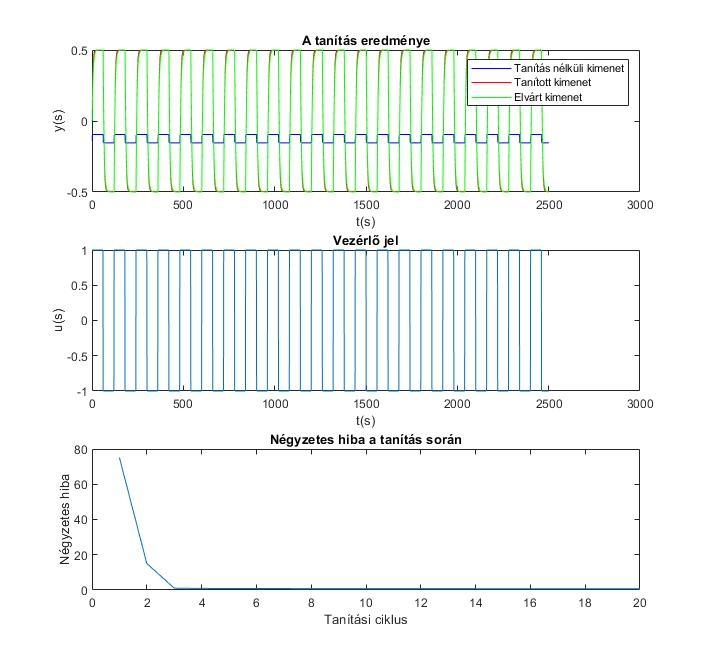 A tanítás eredménye
0.5
0
-0.5
y(s)
Tanítás nélküli kimenet
Tanított kimenet
Elvárt kimenet
0 500 1000 1500 2000 2500 3000
t(s)
Vezérlő jel
1
0.5
0
-0.5
-1
u(s)
0 500 1000 1500 2000 2500 3000
t(s)
Négyzetes hiba a tanítás során
80
60
40
20
0
Négyzetes hiba
0 2 4 6 8 10 12 14 16 18 20
Tanítási ciklus